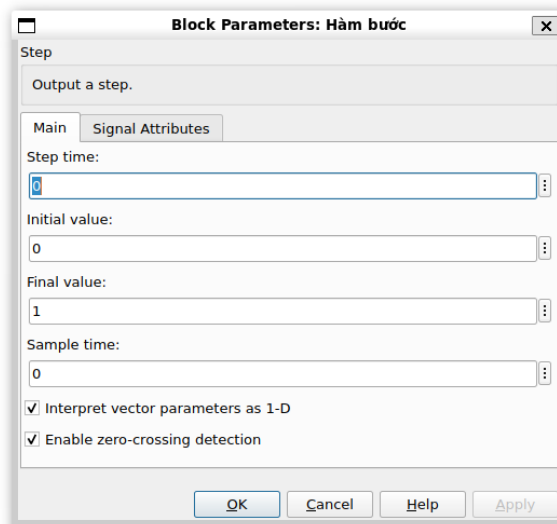 Block Parameters: Hàm bước
Step
Output a step.
Main Signal Attributes
Step time:
0
Initial value:
0
Final value:
1
Sample time:
0
Interpret vector parameters as 1-D
Enable zero-crossing detection
OK Cancel Help Apply